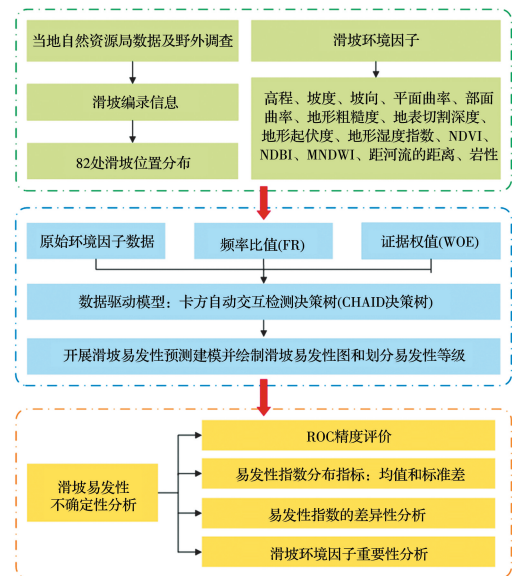 当地自然资源局数据及野外调查
滑坡编录信息
82处滑坡位置分布
滑坡环境因子
高程、坡度、坡向、平面曲率、部面
曲率、地形粗糙度、地表切割深度、
地形起伏度、地形湿度指数、NDVI、
NDBI、MNDWI、距河流的距离、岩性
原始环境因子数据
频率比值(FR)
证据权值(WOE)
数据驱动模型：卡方自动交互检测决策树(CHAID决策树)
开展滑坡易发性预测建模并绘制滑坡易发性图和划分易发性等级
滑坡易发性
不确定性分析
ROC精度评价
易发性指数分布指标：均值和标准差
易发性指数的差异性分析
滑坡环境因子重要性分析